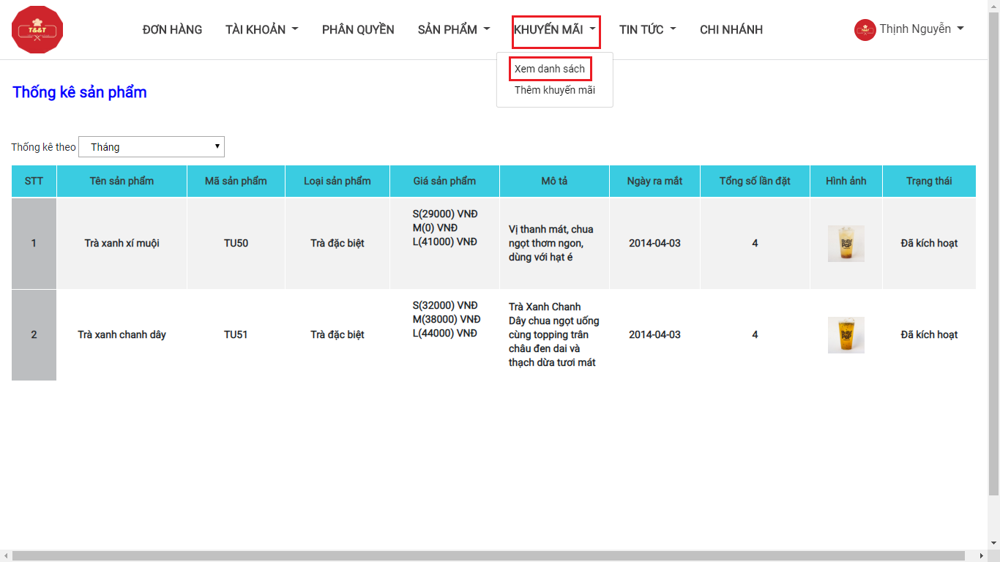 T&&T
ĐƠN HÀNG TÀI KHOẢN PHÂN QUYỀN SẢN PHẨM KHUYẾN MÃI TIN TỨC CHI NHÁNH Thịnh Nguyễn
Xem danh sách
Thêm khuyến mãi
Thống kê sản phẩm
Thống kê theo Tháng
STT Tên sản phẩm Mã sản phẩm Loại sản phẩm Giá sản phẩm Mô tả Ngày ra mắt Tổng số lần đặt Hình ảnh Trạng thái
1 Trà xanh xí muội TU50 Trà đặc biệt
S(29000) VNĐ
M(0) VNĐ
L(41000) VNĐ
Vị thanh mát, chua
ngọt thơm ngon,
dùng với hạt é
2014-04-03 4 Đã kích hoạt
2 Trà xanh chanh dây TU51 Trà đặc biệt
S(32000) VNĐ
M(38000) VNĐ
L(44000) VNĐ
Trà Xanh Chanh
Dây chua ngọt uống
cùng topping trân
châu đen dai và
thạch dừa tươi mát
2014-04-03 4 Đã kích hoạt